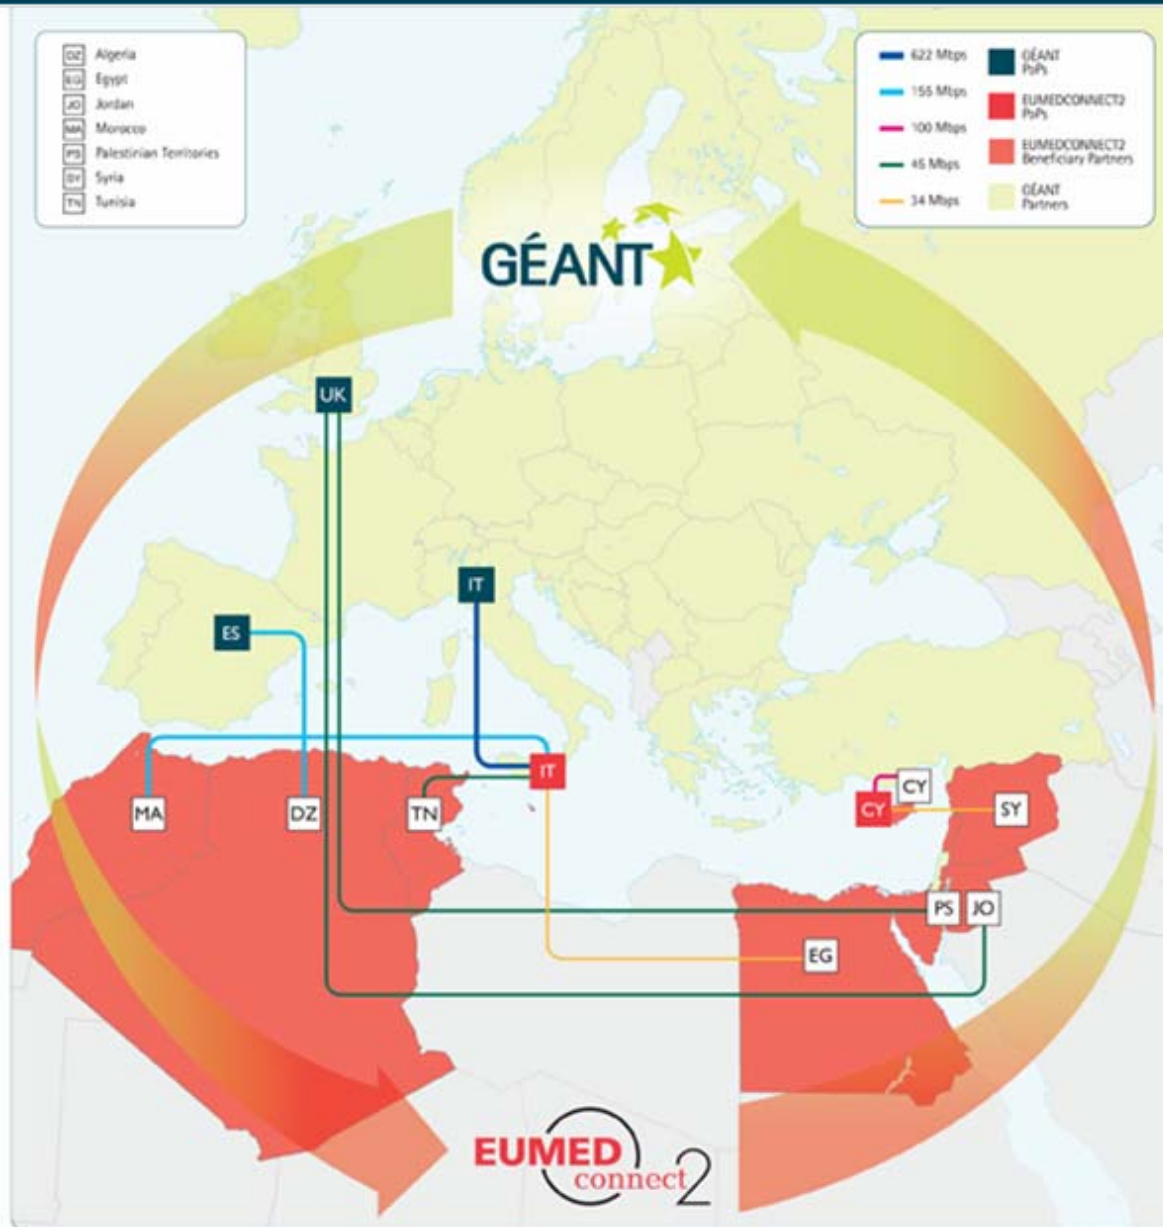 DZ Algeria
EG Egypt
JO Jordan
MA Morocco
PS Palestinian Territories
SY Syria
TN Tunisia
622 Mbps
155 Mbps
100 Mbps
45 Mbps
34 Mbps
GÉANT
PoPs
EUMEDCONNECT2
PoPs
EUMEDCONNECT2
Beneficiary Partners
GÉANT
Partners
GÉANT
UK
IT
ES
IT
CY
CY
MA
DZ
TN
SY
PS
JO
EG
EUMED
connect2